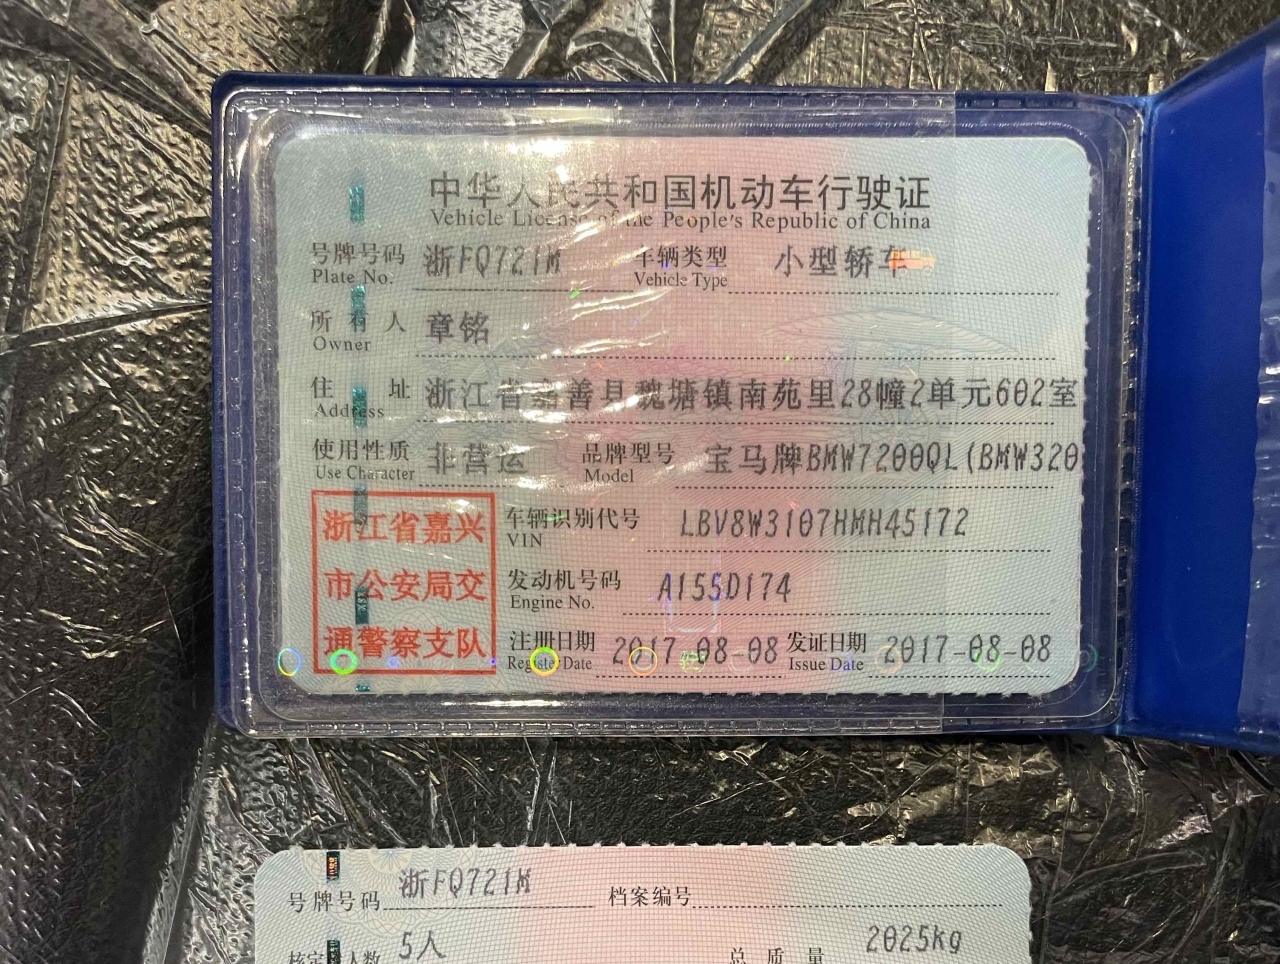 中华人民共和国机动车行驶证
Vehicle License of the People's Republic of China
号牌号码 浙FQ721M 车辆类型 小型轿车
Plate No. Vehicle Type
所有人 章铭
Owner
住址 浙江省嘉善县魏塘镇南苑里28幢2单元602室
Address
使用性质 非营运 品牌型号 宝马牌BMW7200QL(BMW320
Use Character Model
浙江省嘉兴
市公安局交
通警察支队
车辆识别代号 LBV8W3107HMH45172
VIN
发动机号码 A155D174
Engine No.
注册日期 2017-08-08 发证日期 2017-08-08
Register Date Issue Date
号牌号码 浙FQ721M 档案编号
核定 人数 5人 总质量 2025kg